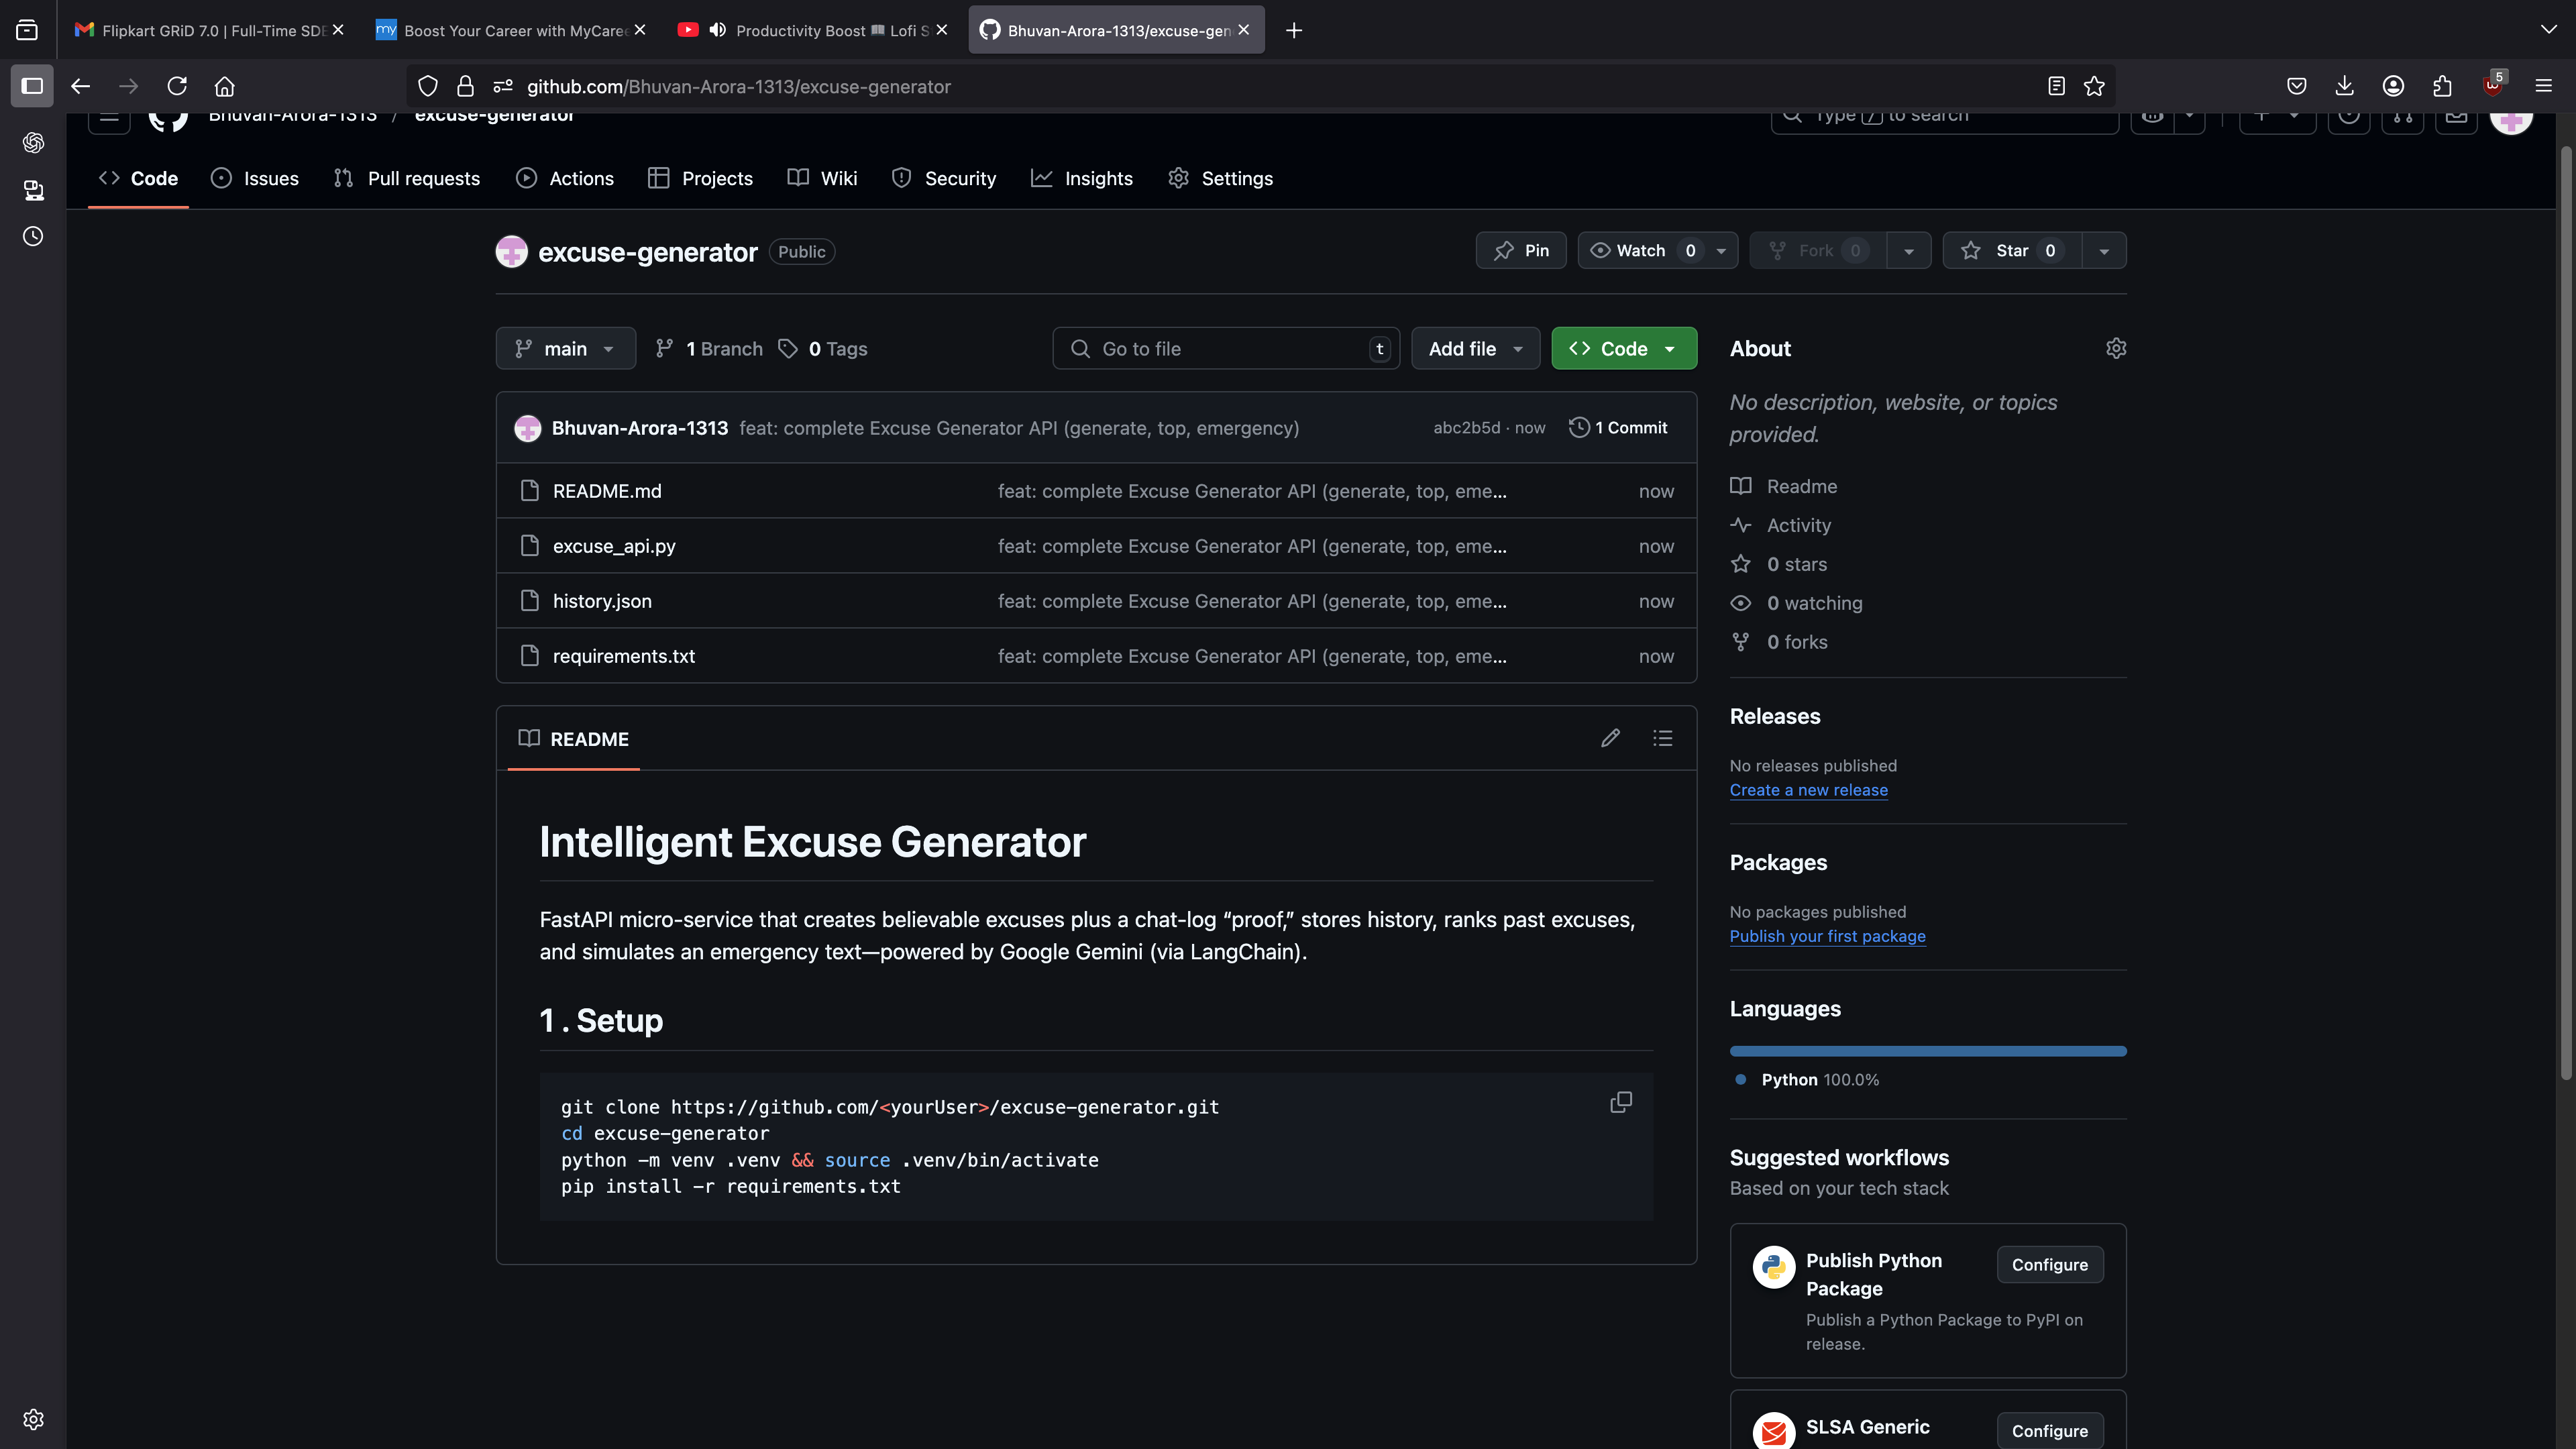 Flipkart GRiD 7.0 | Full-Time SDE
Boost Your Career with MyCaree
Productivity Boost 📖 Lofi S
Bhuvan-Arora-1313/excuse-gen
github.com/Bhuvan-Arora-1313/excuse-generator
5
Bhuvan-Arora-1313 / excuse-generator
Type / to search
Code
Issues
Pull requests
Actions
Projects
Wiki
Security
Insights
Settings
excuse-generator Public
Pin
Watch 0
Fork 0
Star 0
main
1 Branch
0 Tags
Go to file t
Add file
Code
Bhuvan-Arora-1313 feat: complete Excuse Generator API (generate, top, emergency)
abc2b5d · now
1 Commit
README.md feat: complete Excuse Generator API (generate, top, eme... now
excuse_api.py feat: complete Excuse Generator API (generate, top, eme... now
history.json feat: complete Excuse Generator API (generate, top, eme... now
requirements.txt feat: complete Excuse Generator API (generate, top, eme... now
README
Intelligent Excuse Generator
FastAPI micro-service that creates believable excuses plus a chat-log “proof,” stores history, ranks past excuses,
and simulates an emergency text—powered by Google Gemini (via LangChain).
1 . Setup
git clone https://github.com/<yourUser>/excuse-generator.git
cd excuse-generator
python -m venv .venv && source .venv/bin/activate
pip install -r requirements.txt
About
No description, website, or topics
provided.
Readme
Activity
0 stars
0 watching
0 forks
Releases
No releases published
Create a new release
Packages
No packages published
Publish your first package
Languages
Python 100.0%
Suggested workflows
Based on your tech stack
Publish Python
Package
Configure
Publish a Python Package to PyPI on
release.
SLSA Generic
Configure